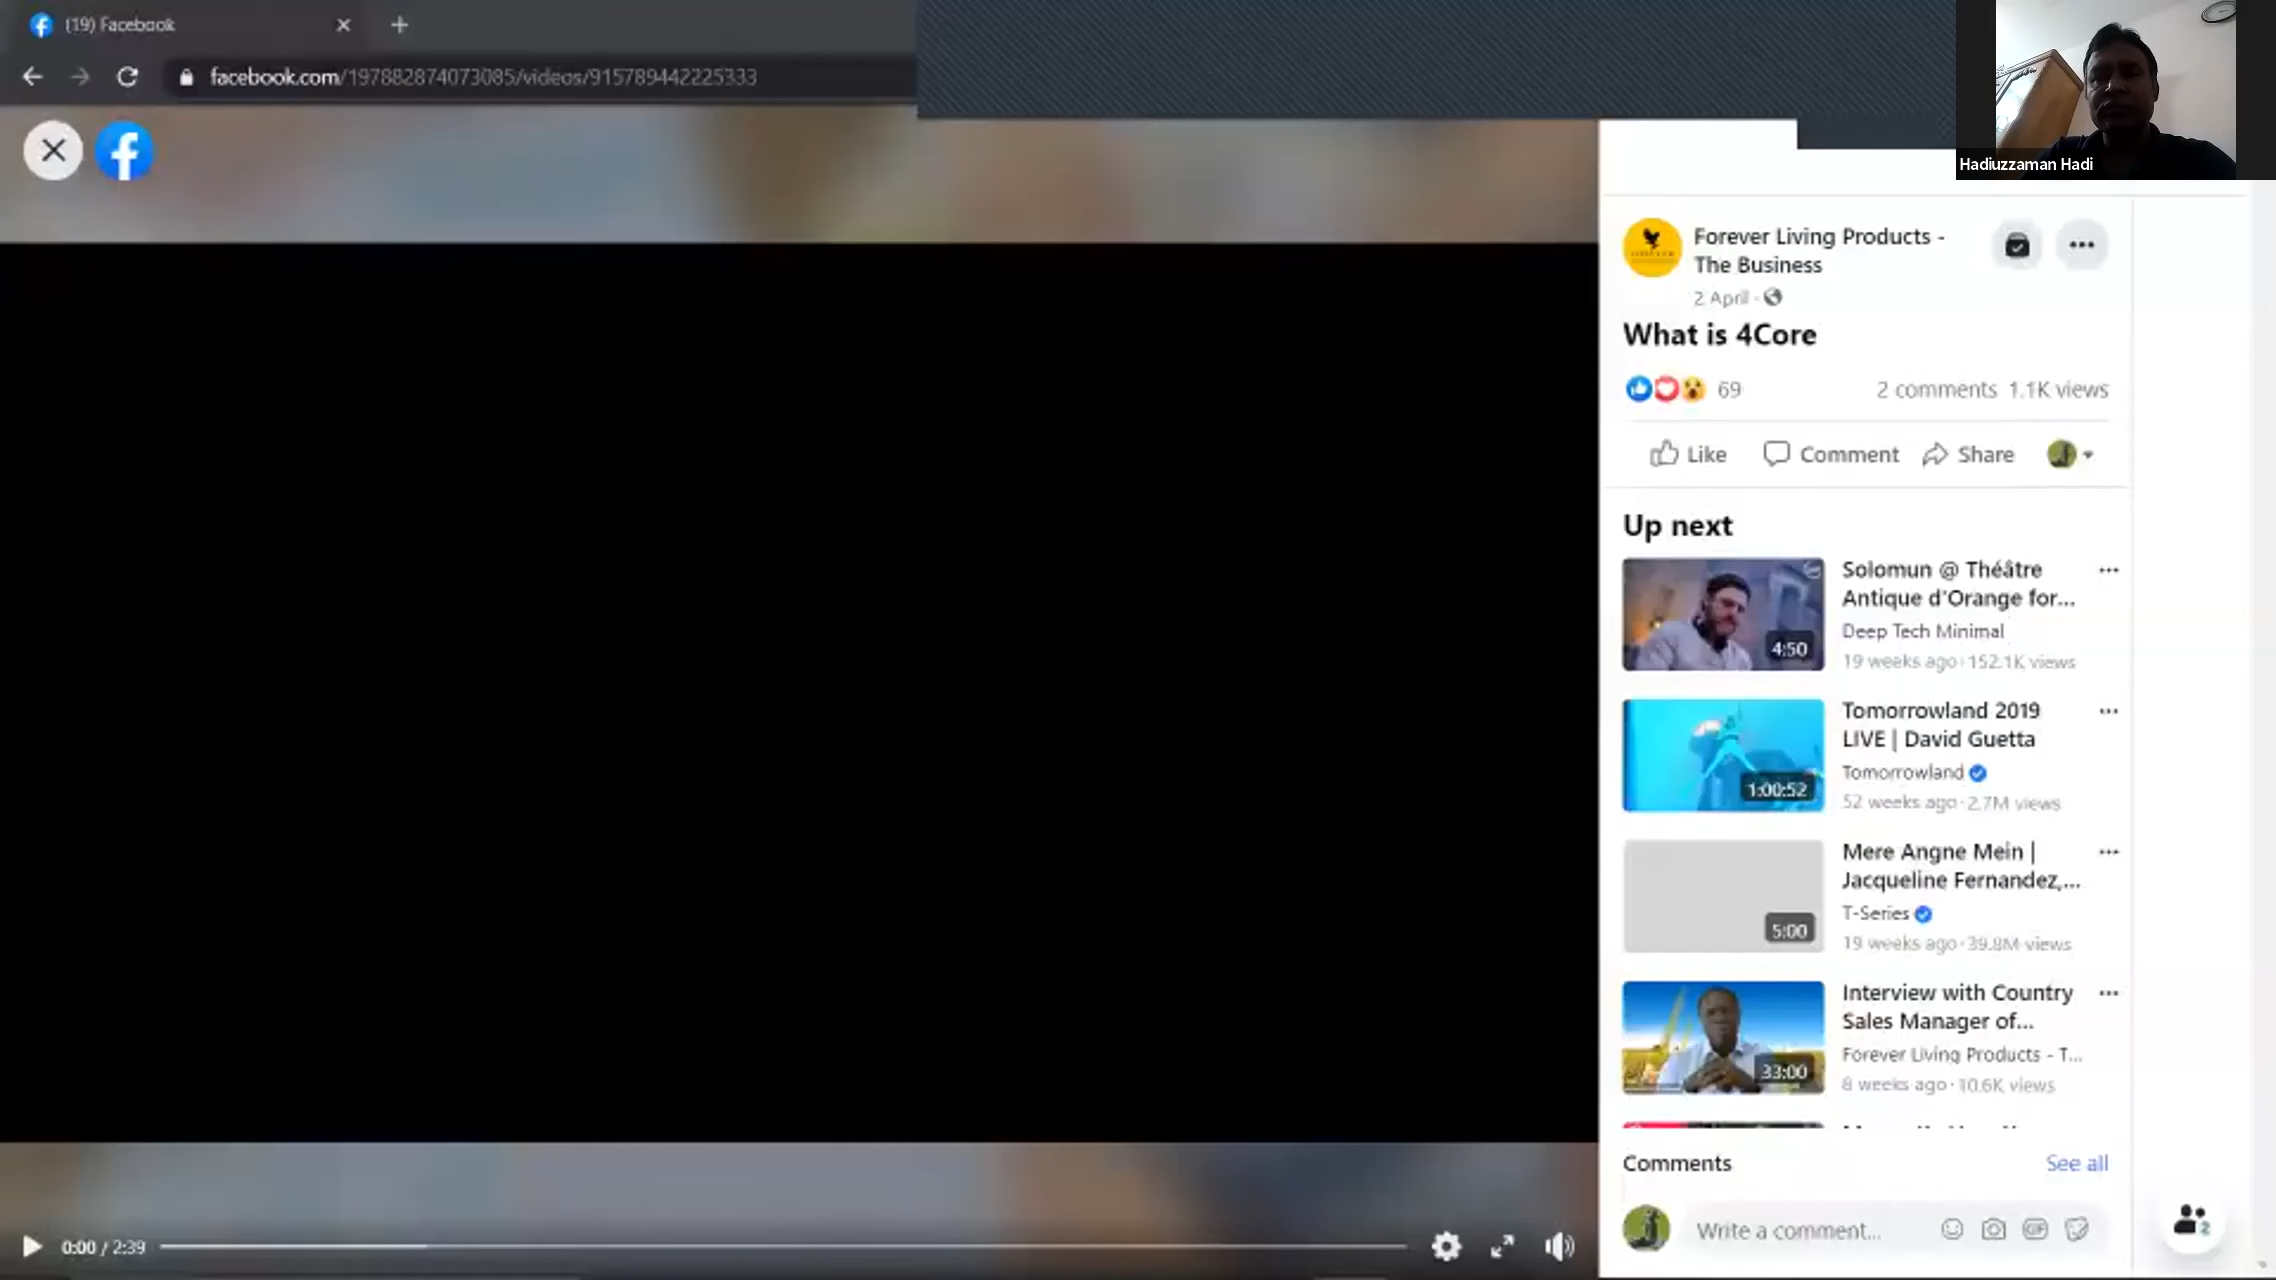 (19) Facebook
facebook.com/197882874073085/videos/915789442225333
Hadiuzzaman Hadi
Forever Living Products -
The Business
2 April ·
What is 4Core
69
2 comments 1.1K views
Like Comment Share
Up next
Solomun @ Théâtre
Antique d'Orange for...
Deep Tech Minimal
19 weeks ago · 152.1K views
4:50
Tomorrowland 2019
LIVE | David Guetta
Tomorrowland
52 weeks ago · 2.7M views
1:00:52
Mere Angne Mein |
Jacqueline Fernandez,...
T-Series
19 weeks ago · 39.8M views
5:00
Interview with Country
Sales Manager of...
Forever Living Products - T...
8 weeks ago · 10.6K views
33:00
Comments See all
Write a comment... GIF
2
0:00 / 2:39